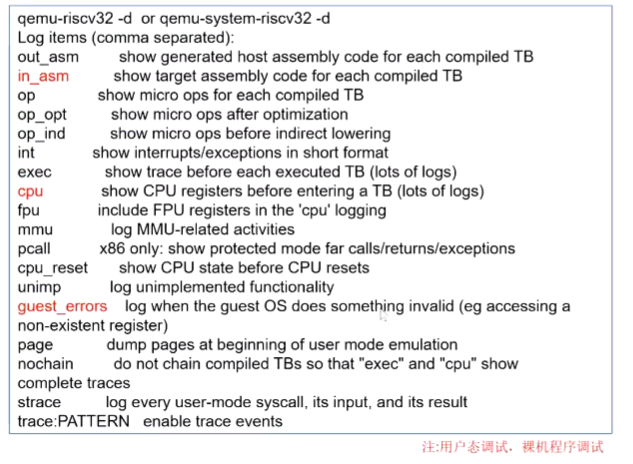 qemu-riscv32 -d or qemu-system-riscv32 -d
Log items (comma separated):
out_asm show generated host assembly code for each compiled TB
in_asm show target assembly code for each compiled TB
op show micro ops for each compiled TB
op_opt show micro ops after optimization
op_ind show micro ops before indirect lowering
int show interrupts/exceptions in short format
exec show trace before each executed TB (lots of logs)
cpu show CPU registers before entering a TB (lots of logs)
fpu include FPU registers in the 'cpu' logging
mmu log MMU-related activities
pcall x86 only: show protected mode far calls/returns/exceptions
cpu_reset show CPU state before CPU resets
unimp log unimplemented functionality
guest_errors log when the guest OS does something invalid (eg accessing a
non-existent register)
page dump pages at beginning of user mode emulation
nochain do not chain compiled TBs so that "exec" and "cpu" show
complete traces
strace log every user-mode syscall, its input, and its result
trace:PATTERN enable trace events
注:用户态调试，裸机程序调试